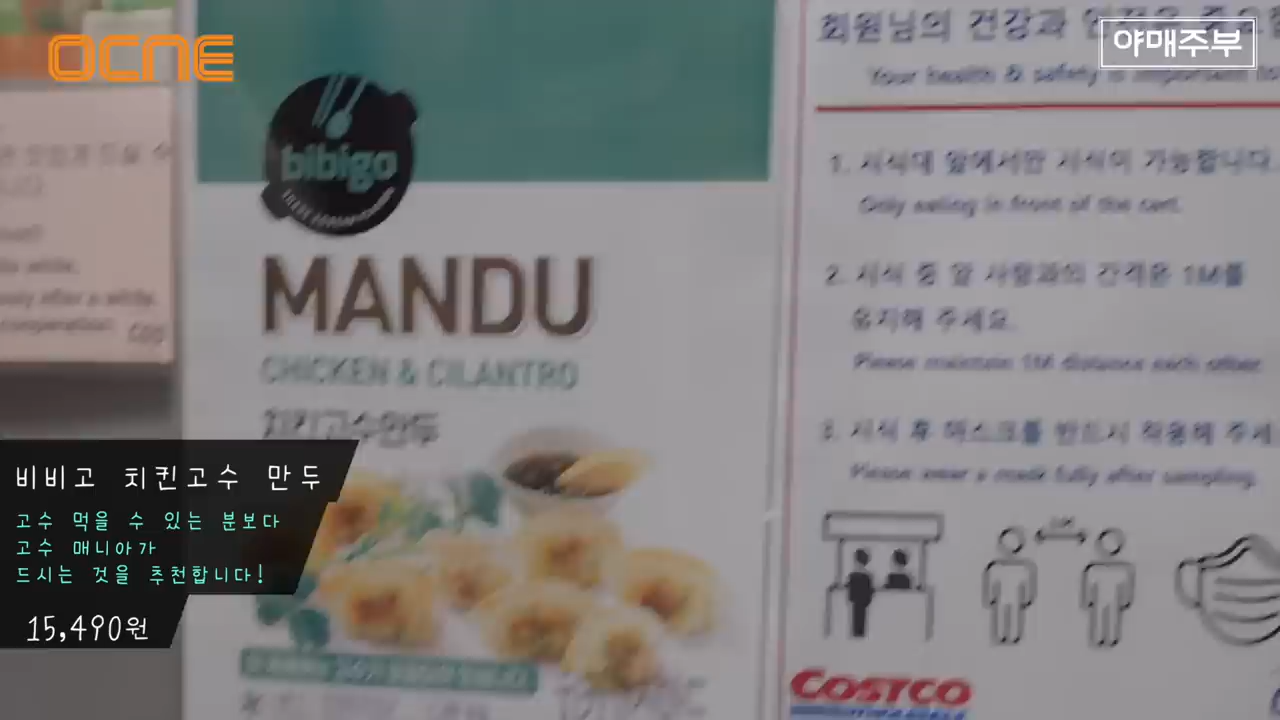 OCNE
야매주부
bibigo
MANDU
CHICKEN & CILANTRO
치킨고수만두
비비고 치킨고수 만두
고수 먹을 수 있는 분보다
고수 매니아가
드시는 것을 추천합니다!
15,490원
회원님의 건강과
Your health & safety is important to
1. 시식대 앞에서만 시식이 가능합니다.
Only eating in front of the cart.
2. 시식 중 앞 사람과의 간격은 1M를
유지해 주세요.
Please maintain 1M distance each other.
3. 시식 후 마스크를 반드시 착용해 주세
Please wear a mask fully after sampling.
COSTCO